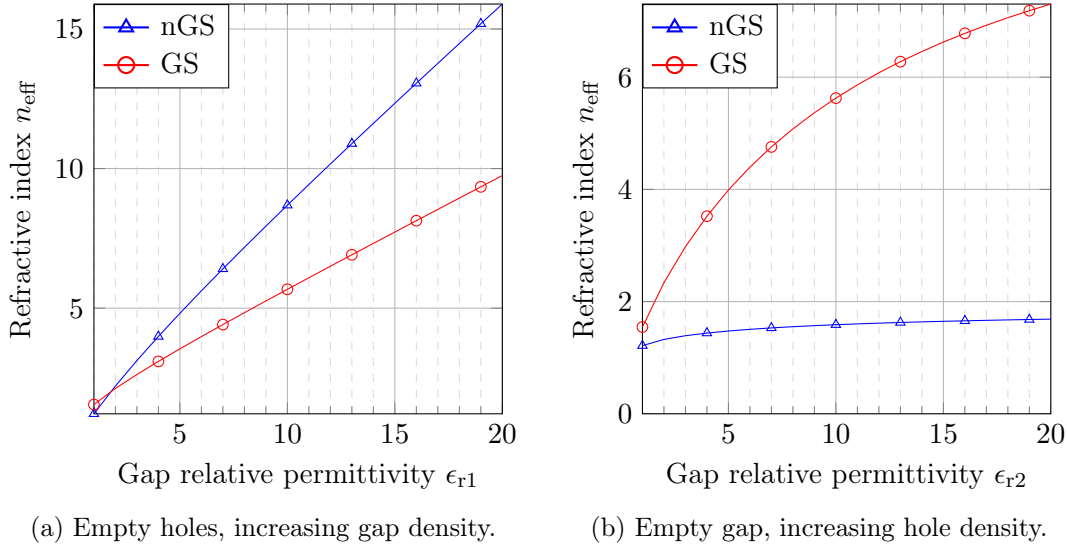 nGS
GS
15
10
5
5
10
15
20
Refractive index n_eff
Gap relative permittivity ϵ_r1
(a) Empty holes, increasing gap density.
nGS
GS
6
4
2
0
5
10
15
20
Refractive index n_eff
Gap relative permittivity ϵ_r2
(b) Empty gap, increasing hole density.